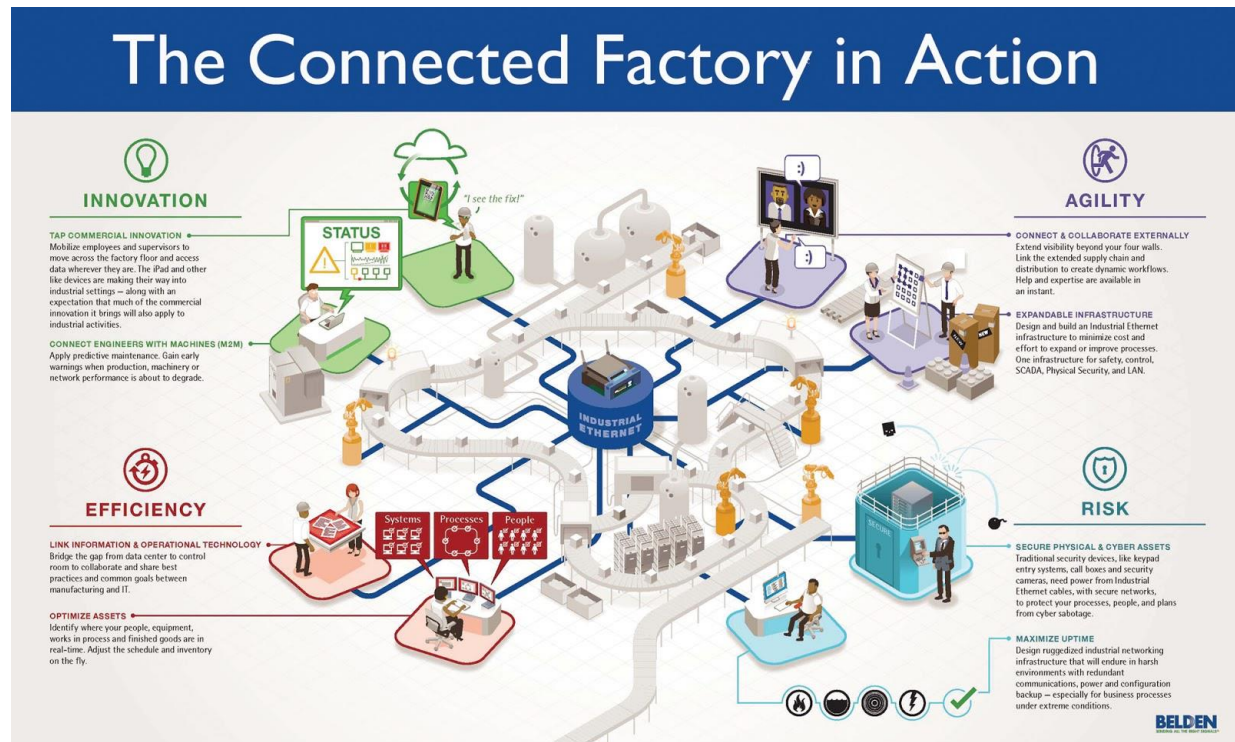 The Connected Factory in Action
INNOVATION
TAP COMMERCIAL INNOVATION
Mobilize employees and supervisors to
move across the factory floor and access
data wherever they are. The iPad and other
like devices are making their way into
industrial settings — along with an
expectation that much of the commercial
innovation it brings will also apply to
industrial activities.
CONNECT ENGINEERS WITH MACHINES (M2M)
Apply predictive maintenance. Gain early
warnings when production, machinery or
network performance is about to degrade.
STATUS
"I see the fix!"
:)
:)
AGILITY
CONNECT & COLLABORATE EXTERNALLY
Extend visibility beyond your four walls.
Link the extended supply chain and
distribution to create dynamic workflows.
Help and expertise are available in
an instant.
EXPANDABLE INFRASTRUCTURE
Design and build an Industrial Ethernet
infrastructure to minimize cost and
effort to expand or improve processes.
One infrastructure for safety, control,
SCADA, Physical Security, and LAN.
INDUSTRIAL
ETHERNET
EFFICIENCY
LINK INFORMATION & OPERATIONAL TECHNOLOGY
Bridge the gap from data center to control
room to collaborate and share best
practices and common goals between
manufacturing and IT.
OPTIMIZE ASSETS
Identify where your people, equipment,
works in process and finished goods are in
real-time. Adjust the schedule and inventory
on the fly.
Systems
Processes
People
SECURE
RISK
SECURE PHYSICAL & CYBER ASSETS
Traditional security devices, like keypad
entry systems, call boxes and security
cameras, need power from Industrial
Ethernet cables, with secure networks,
to protect your processes, people, and plans
from cyber sabotage.
MAXIMIZE UPTIME
Design ruggedized industrial networking
infrastructure that will endure in harsh
environments with redundant
communications, power and configuration
backup — especially for business processes
under extreme conditions.
BELDEN
SENDING ALL THE RIGHT SIGNALS